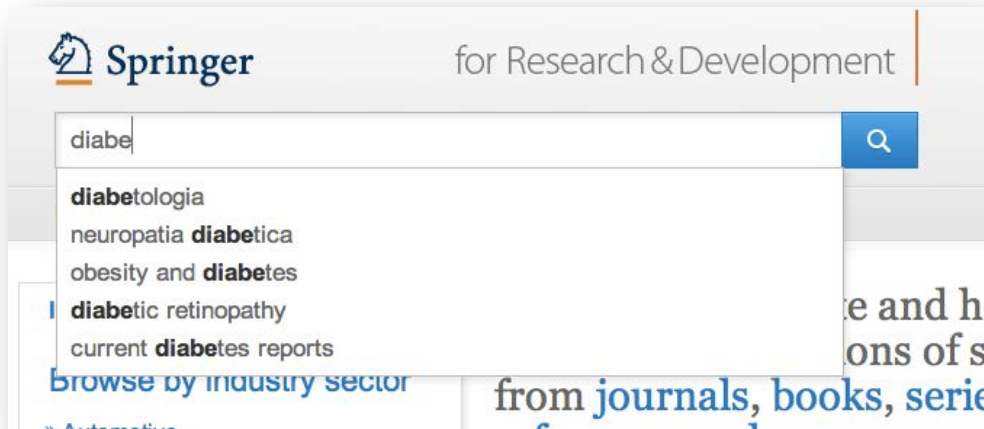 Springer
for Research & Development
diabe
diabetologia
neuropatia diabetica
obesity and diabetes
diabetic retinopathy
current diabetes reports
and h
ons of s
Browse by industry sector
from journals, books, serie
» Automotive